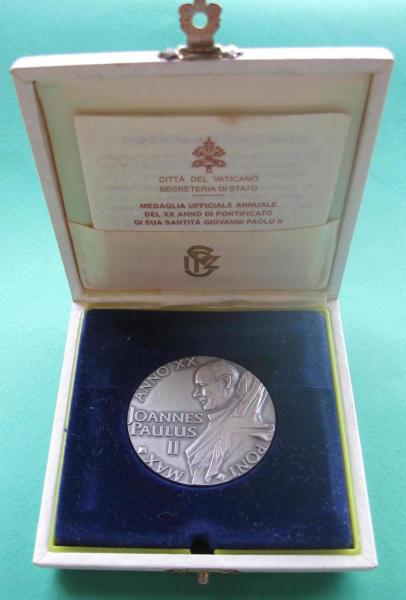 CITTÀ DEL VATICANO
SEGRETERIA DI STATO
MEDAGLIA UFFICIALE ANNUALE
DEL XX ANNO DI PONTIFICATO
DI SUA SANTITÀ GIOVANNI PAOLO II
ANNO XX
IOANNES
PAULUS
II
PONT
MAX